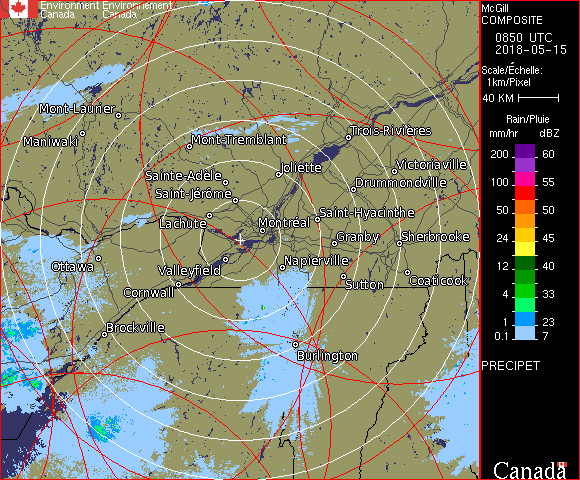 Environment Environnement
Canada Canada
McGill
COMPOSITE
0850 UTC
2018-05-15
Scale/Échelle:
1km/Pixel
40 KM
Rain/Pluie
mm/hr dBZ
200 60
150 57
100 55
50 50
24 45
12 40
4 33
1 23
0.1 7
PRECIPET
Canada
Mont-Laurier
Maniwaki
Mont-Tremblant
Trois-Rivières
Sainte-Adèle
Joliette
Victoriaville
Saint-Jérôme
Drummondville
Lachute
Montréal
Saint-Hyacinthe
Granby
Sherbrooke
Ottawa
Valleyfield
Napierville
Cornwall
Sutton
Coaticook
Brockville
Burlington